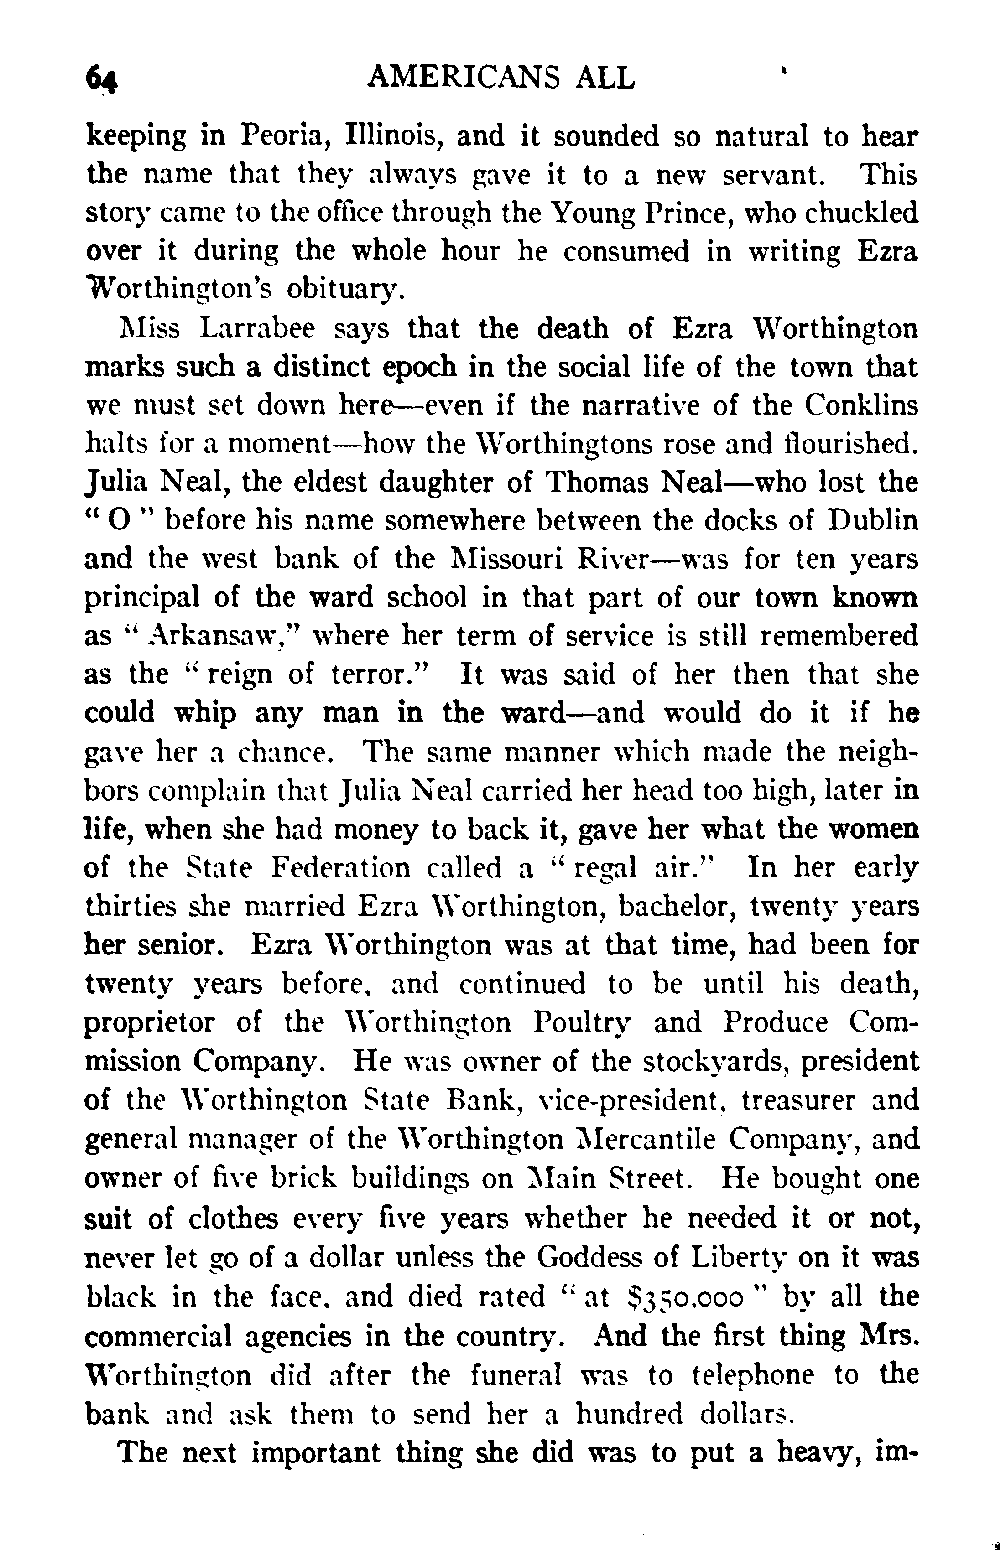 64 AMERICANS ALL
keeping in Peoria, Illinois, and it sounded so natural to hear
the name that they always gave it to a new servant. This
story came to the office through the Young Prince, who chuckled
over it during the whole hour he consumed in writing Ezra
Worthington's obituary.
Miss Larrabee says that the death of Ezra Worthington
marks such a distinct epoch in the social life of the town that
we must set down here—even if the narrative of the Conklins
halts for a moment—how the Worthingtons rose and flourished.
Julia Neal, the eldest daughter of Thomas Neal—who lost the
" O " before his name somewhere between the docks of Dublin
and the west bank of the Missouri River—was for ten years
principal of the ward school in that part of our town known
as " Arkansaw," where her term of service is still remembered
as the " reign of terror." It was said of her then that she
could whip any man in the ward—and would do it if he
gave her a chance. The same manner which made the neigh-
bors complain that Julia Neal carried her head too high, later in
life, when she had money to back it, gave her what the women
of the State Federation called a " regal air." In her early
thirties she married Ezra Worthington, bachelor, twenty years
her senior. Ezra Worthington was at that time, had been for
twenty years before, and continued to be until his death,
proprietor of the Worthington Poultry and Produce Com-
mission Company. He was owner of the stockyards, president
of the Worthington State Bank, vice-president, treasurer and
general manager of the Worthington Mercantile Company, and
owner of five brick buildings on Main Street. He bought one
suit of clothes every five years whether he needed it or not,
never let go of a dollar unless the Goddess of Liberty on it was
black in the face, and died rated " at $350,000 " by all the
commercial agencies in the country. And the first thing Mrs.
Worthington did after the funeral was to telephone to the
bank and ask them to send her a hundred dollars.
The next important thing she did was to put a heavy, im-